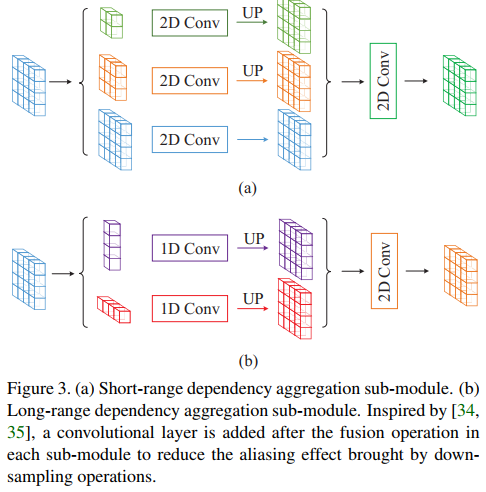 2D Conv UP
2D Conv UP
2D Conv
2D Conv
(a)
1D Conv UP
1D Conv UP
2D Conv
(b)
Figure 3. (a) Short-range dependency aggregation sub-module. (b)
Long-range dependency aggregation sub-module. Inspired by [34,
35], a convolutional layer is added after the fusion operation in
each sub-module to reduce the aliasing effect brought by down-
sampling operations.